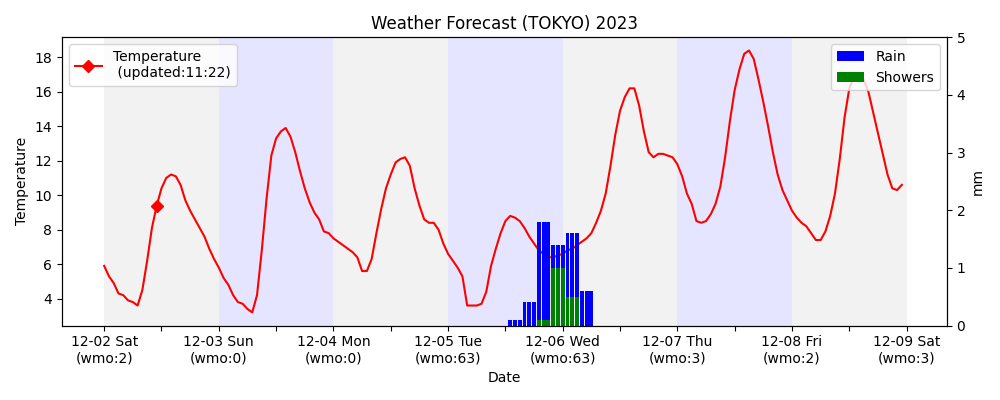 Weather Forecast (TOKYO) 2023
Temperature
(updated:11:22)
Rain
Showers
Temperature
18
16
14
12
10
8
6
4
5
4
3
2
1
0
mm
12-02 Sat
(wmo:2)
12-03 Sun
(wmo:0)
12-04 Mon
(wmo:0)
12-05 Tue
(wmo:63)
12-06 Wed
(wmo:63)
12-07 Thu
(wmo:3)
12-08 Fri
(wmo:2)
12-09 Sat
(wmo:3)
Date